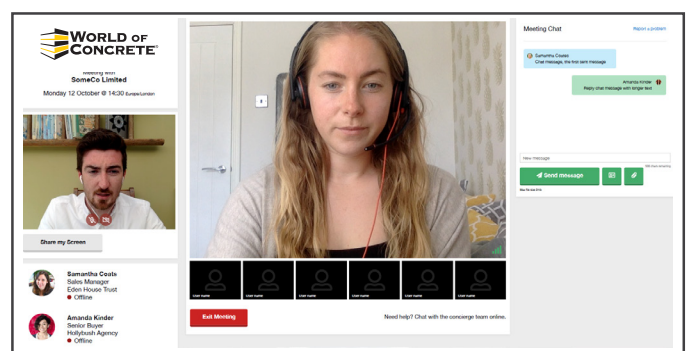 WORLD OF
CONCRETE
Meeting with
SomeCo Limited
Monday 12 October @ 14:30 Europe/London
Share my Screen
Samantha Coats
Sales Manager
Eden House Trust
Offline
Amanda Kinder
Senior Buyer
Hollybush Agency
Offline
User name
User name
User name
User name
User name
User name
Exit Meeting
Need help? Chat with the concierge team online.
Meeting Chat
Report a problem
Samantha Coats
Chat message, the first sent message
Amanda Kinder
Reply chat message with longer text
New message
Send message